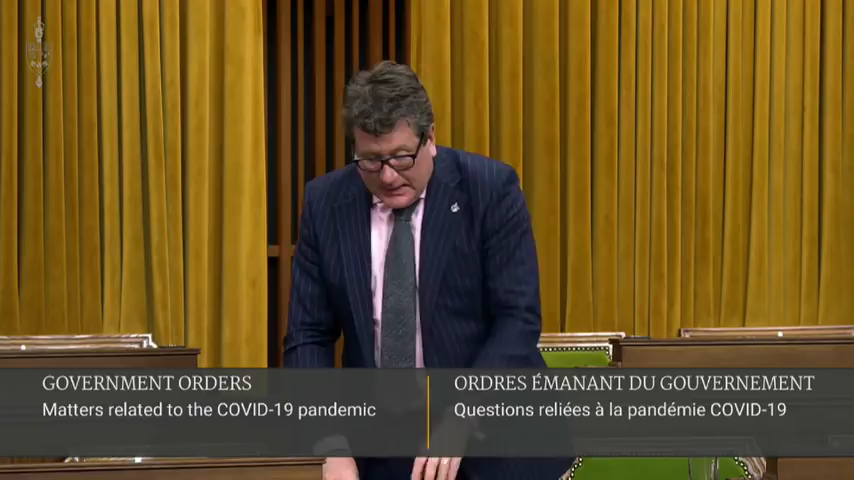 GOVERNMENT ORDERS
Matters related to the COVID-19 pandemic
ORDRES ÉMANANT DU GOUVERNEMENT
Questions reliées à la pandémie COVID-19